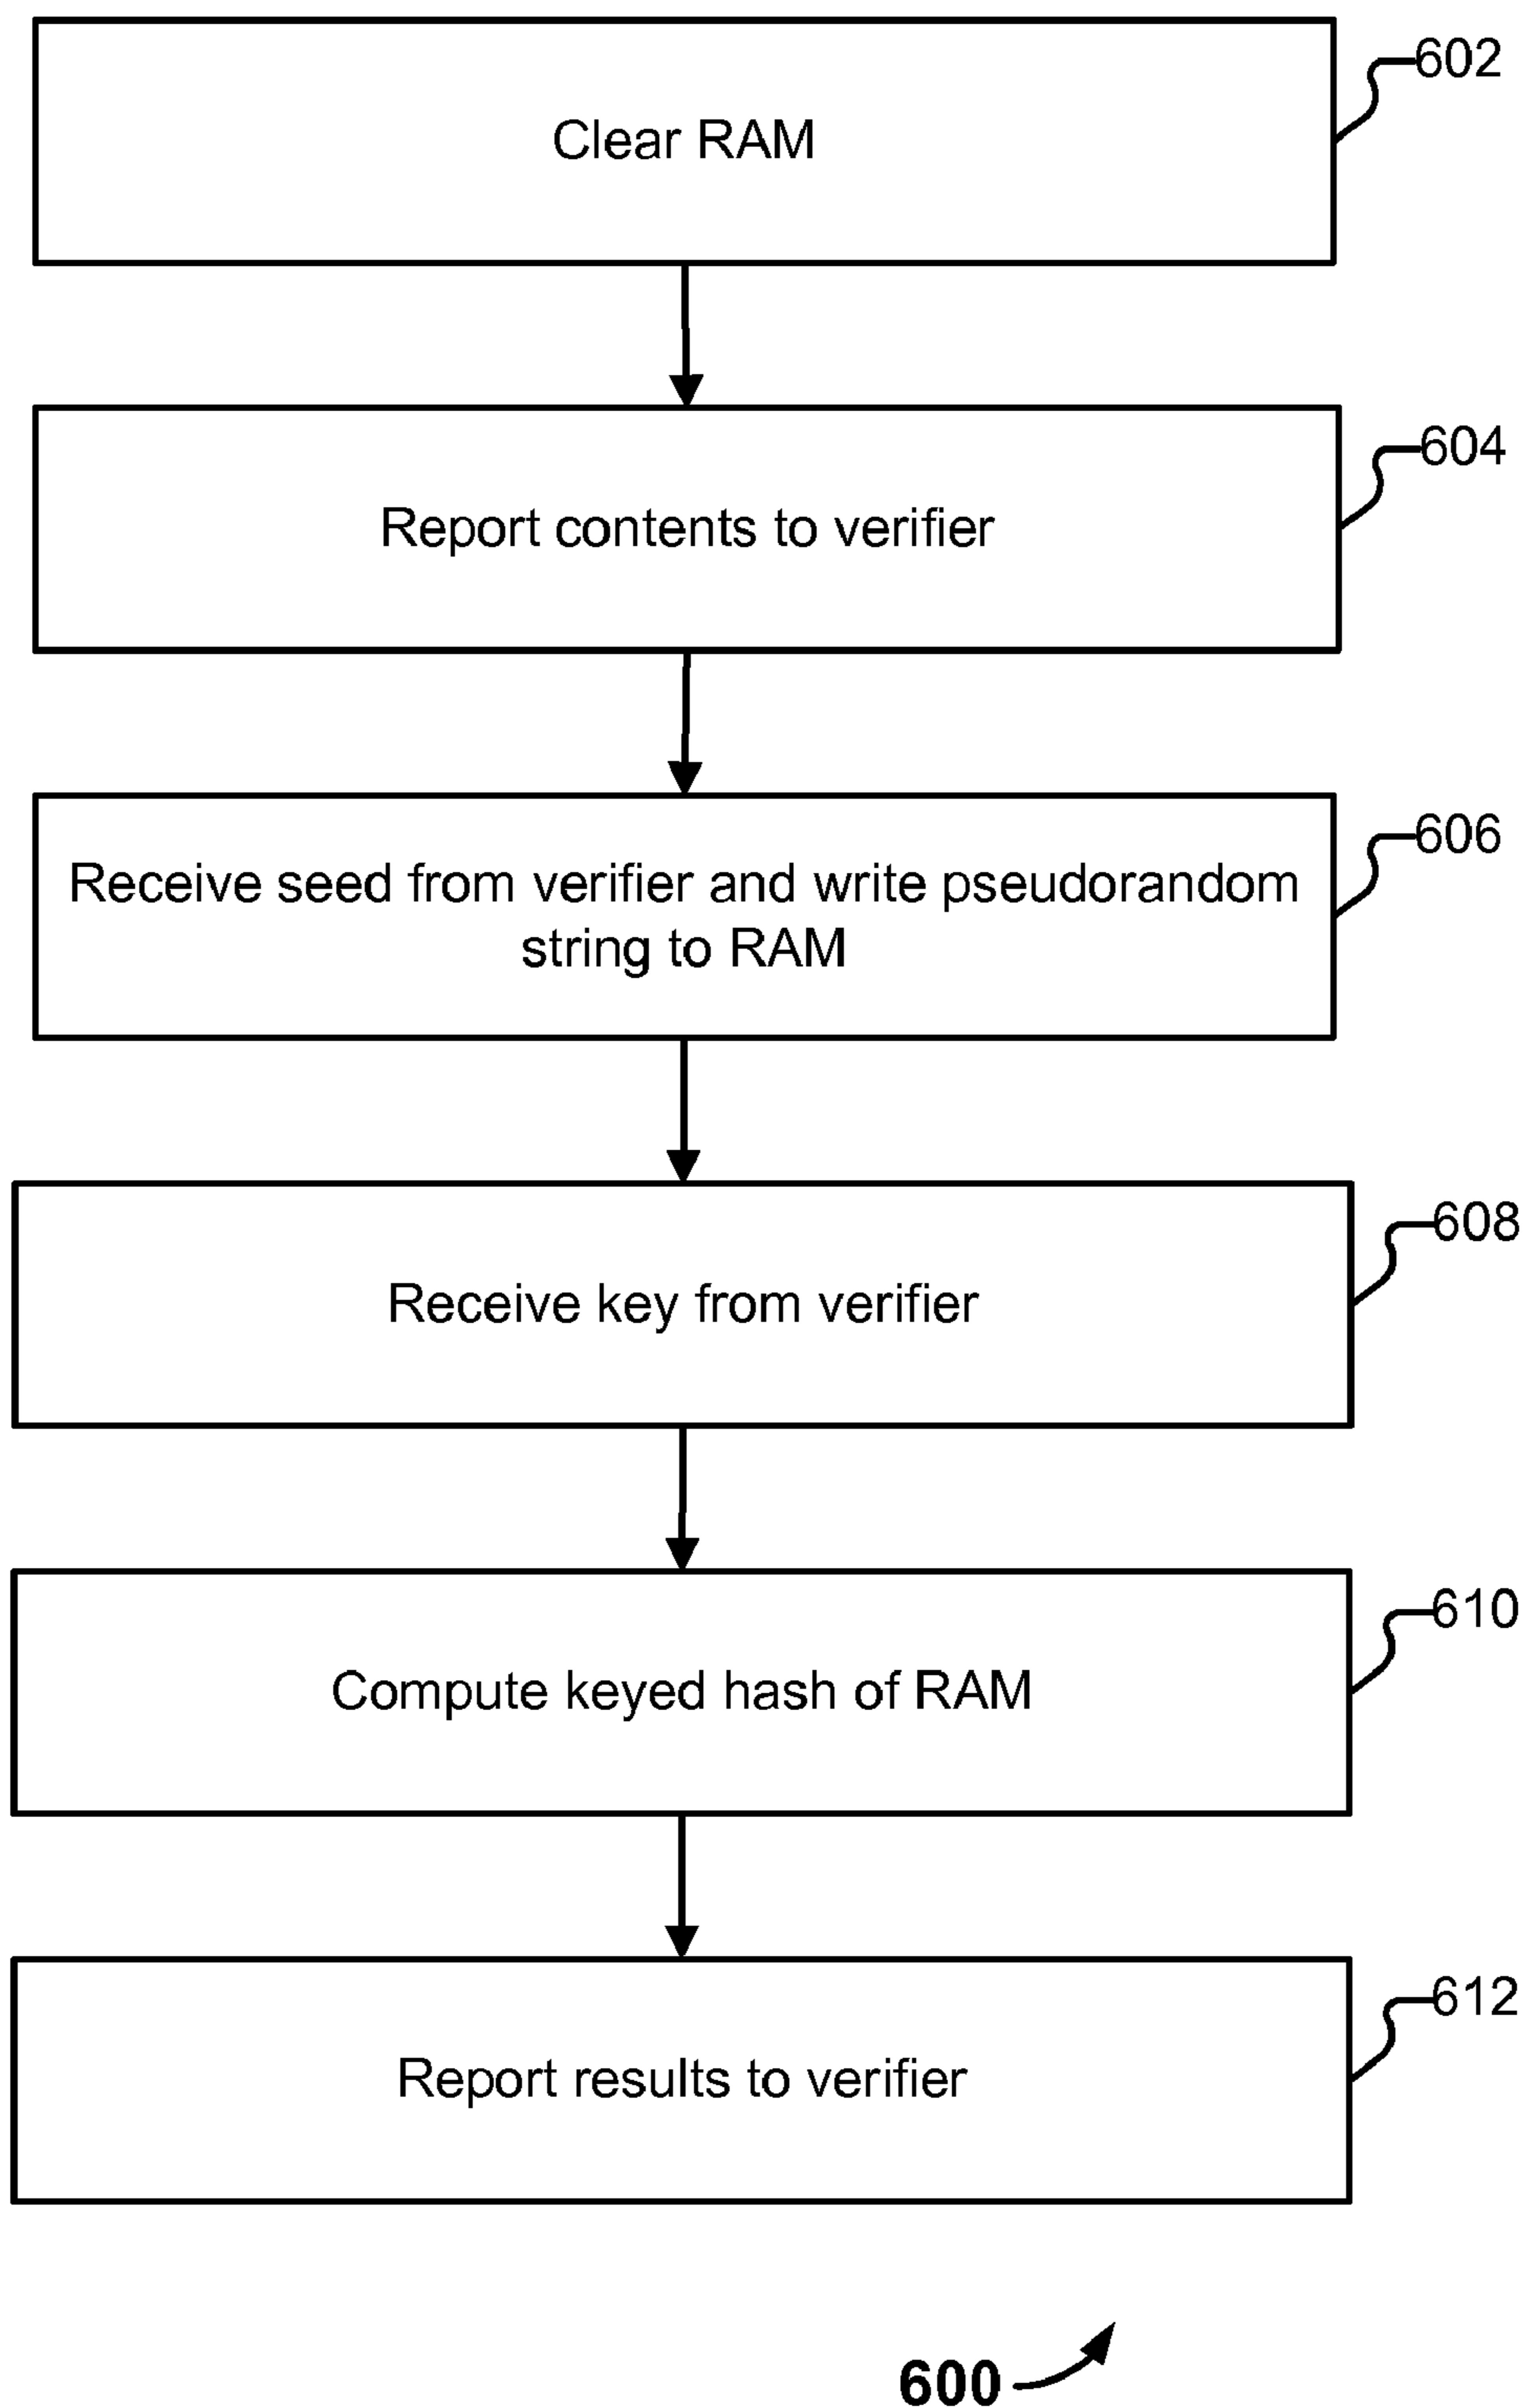 602
Clear RAM
604
Report contents to verifier
606
Receive seed from verifier and write pseudorandom
string to RAM
608
Receive key from verifier
610
Compute keyed hash of RAM
612
Report results to verifier
600